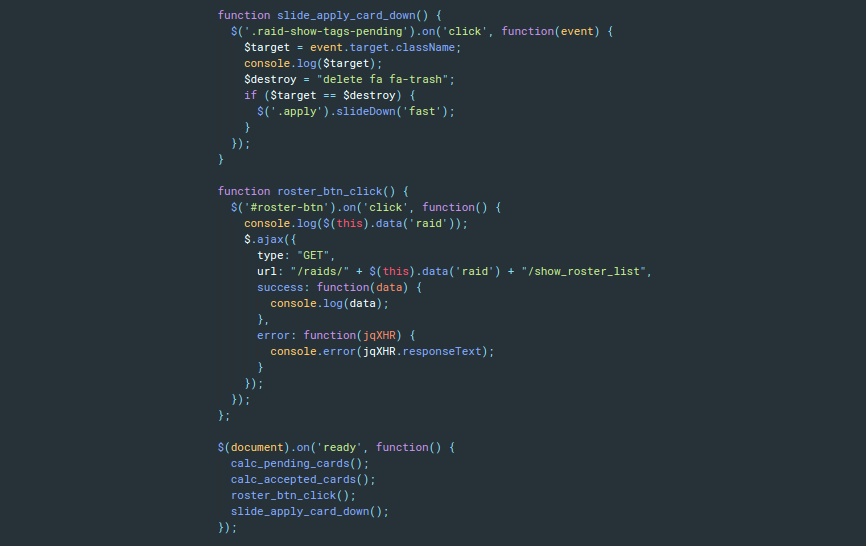 function slide_apply_card_down() {
  $('.raid-show-tags-pending').on('click', function(event) {
    $target = event.target.className;
    console.log($target);
    $destroy = "delete fa fa-trash";
    if ($target == $destroy) {
      $('.apply').slideDown('fast');
    }
  });
}

function roster_btn_click() {
  $('#roster-btn').on('click', function() {
    console.log($(this).data('raid'));
    $.ajax({
      type: "GET",
      url: "/raids/" + $(this).data('raid') + "/show_roster_list",
      success: function(data) {
        console.log(data);
      },
      error: function(jqXHR) {
        console.error(jqXHR.responseText);
      }
    });
  });
};

$(document).on('ready', function() {
  calc_pending_cards();
  calc_accepted_cards();
  roster_btn_click();
  slide_apply_card_down();
});